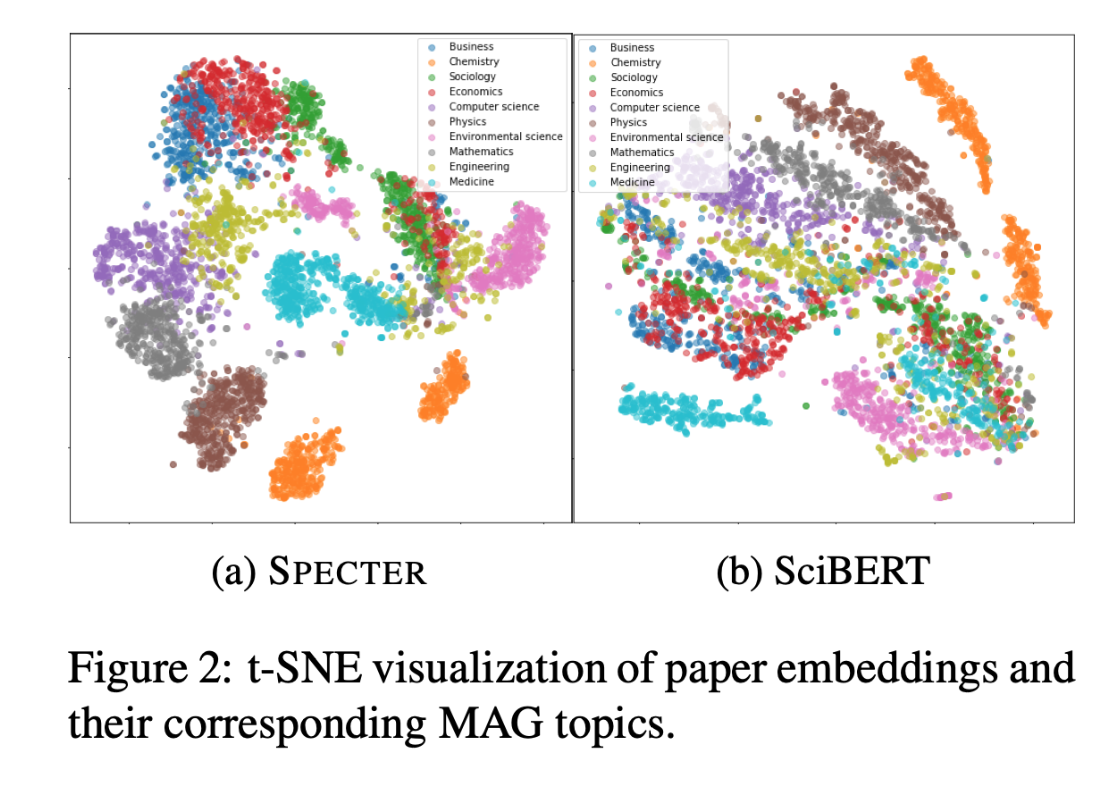 Business
Chemistry
Sociology
Economics
Computer science
Physics
Environmental science
Mathematics
Engineering
Medicine
Business
Chemistry
Sociology
Economics
Computer science
Physics
Environmental science
Mathematics
Engineering
Medicine
(a) SPECTER
(b) SciBERT
Figure 2: t-SNE visualization of paper embeddings and
their corresponding MAG topics.